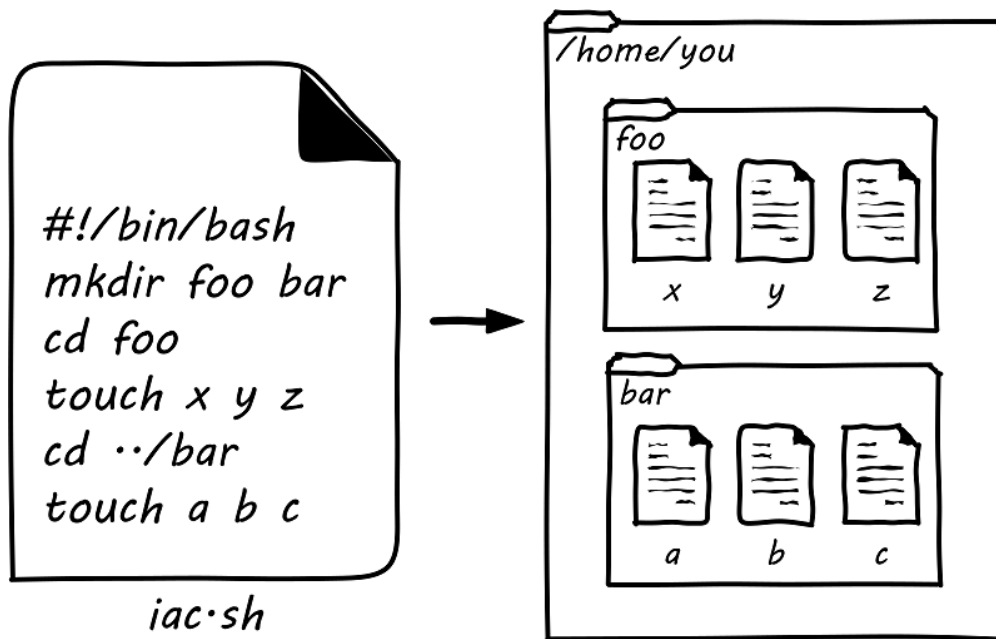 #!/bin/bash
mkdir foo bar
cd foo
touch x y z
cd ../bar
touch a b c
iac.sh
/home/you
foo
x y z
bar
a b c